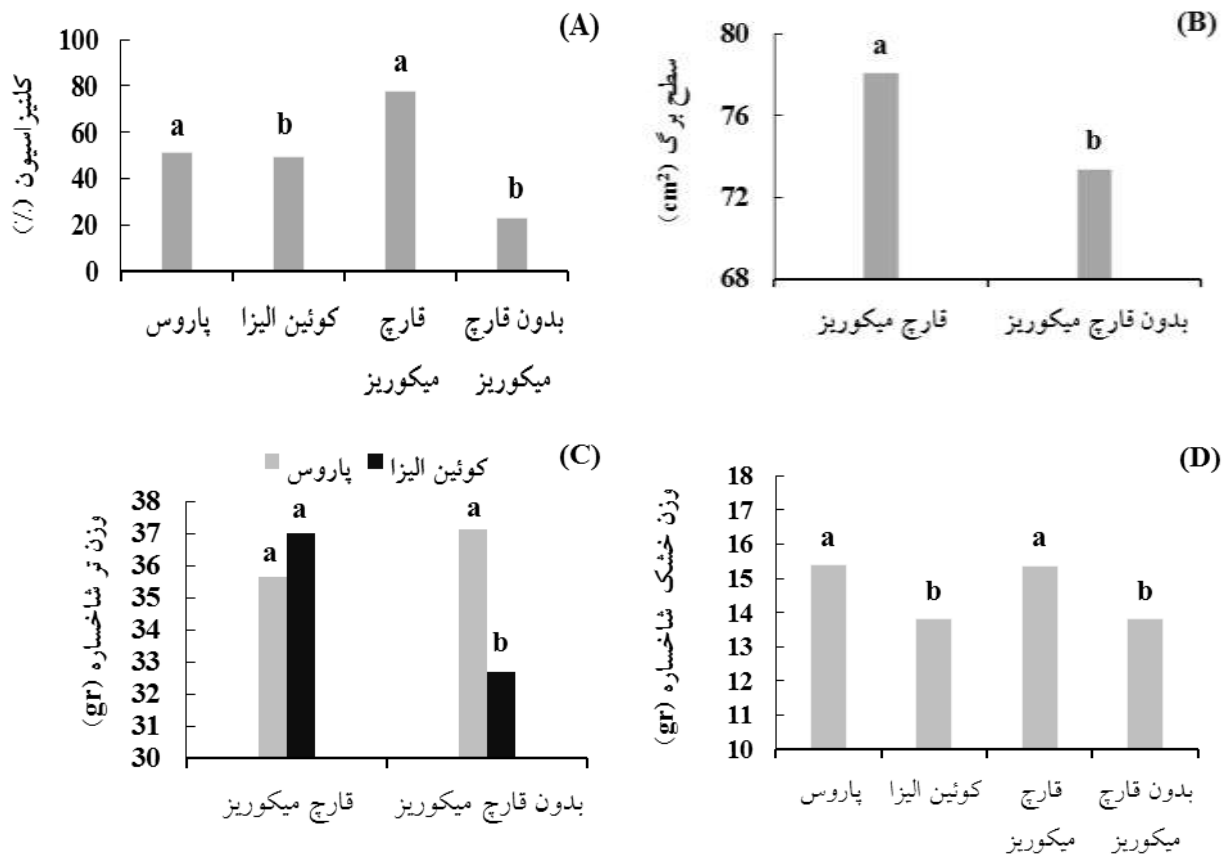 (A)
کلنیزاسیون (٪)
100
80
60
40
20
0
a
b
a
b
پاروس
کوئین الیزا
قارچ
میکوریز
بدون قارچ
میکوریز
(B)
سطح برگ (cm²)
80
76
72
68
a
b
قارچ میکوریز
بدون قارچ میکوریز
(C)
پاروس
کوئین الیزا
وزن تر شاخساره (gr)
38
37
36
35
34
33
32
31
30
a
a
a
b
قارچ میکوریز
بدون قارچ میکوریز
(D)
وزن خشک شاخساره (gr)
18
17
16
15
14
13
12
11
10
a
b
a
b
پاروس
کوئین الیزا
قارچ
میکوریز
بدون قارچ
میکوریز